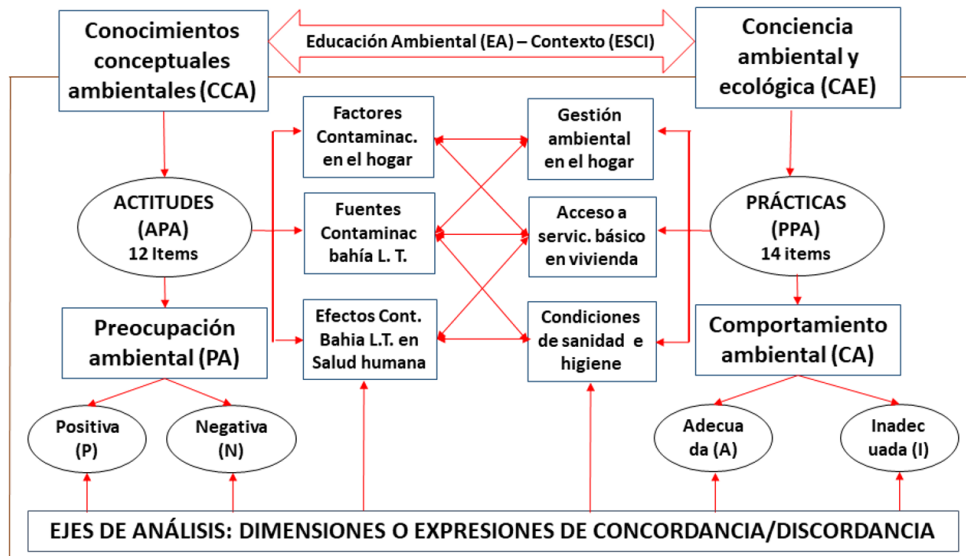 Conocimientos
conceptuales
ambientales (CCA)
Educación Ambiental (EA) – Contexto (ESCI)
Conciencia
ambiental y
ecológica (CAE)
Factores
Contaminac.
en el hogar
Gestión
ambiental
en el hogar
ACTITUDES
(APA)
12 Items
Fuentes
Contaminac
bahía L. T.
Acceso a
servic. básico
en vivienda
PRÁCTICAS
(PPA)
14 items
Preocupación
ambiental (PA)
Efectos Cont.
Bahia L.T. en
Salud humana
Condiciones
de sanidad e
higiene
Comportamiento
ambiental (CA)
Positiva
(P)
Negativa
(N)
Adecua
da (A)
Inadec
uada (I)
EJES DE ANÁLISIS: DIMENSIONES O EXPRESIONES DE CONCORDANCIA/DISCORDANCIA